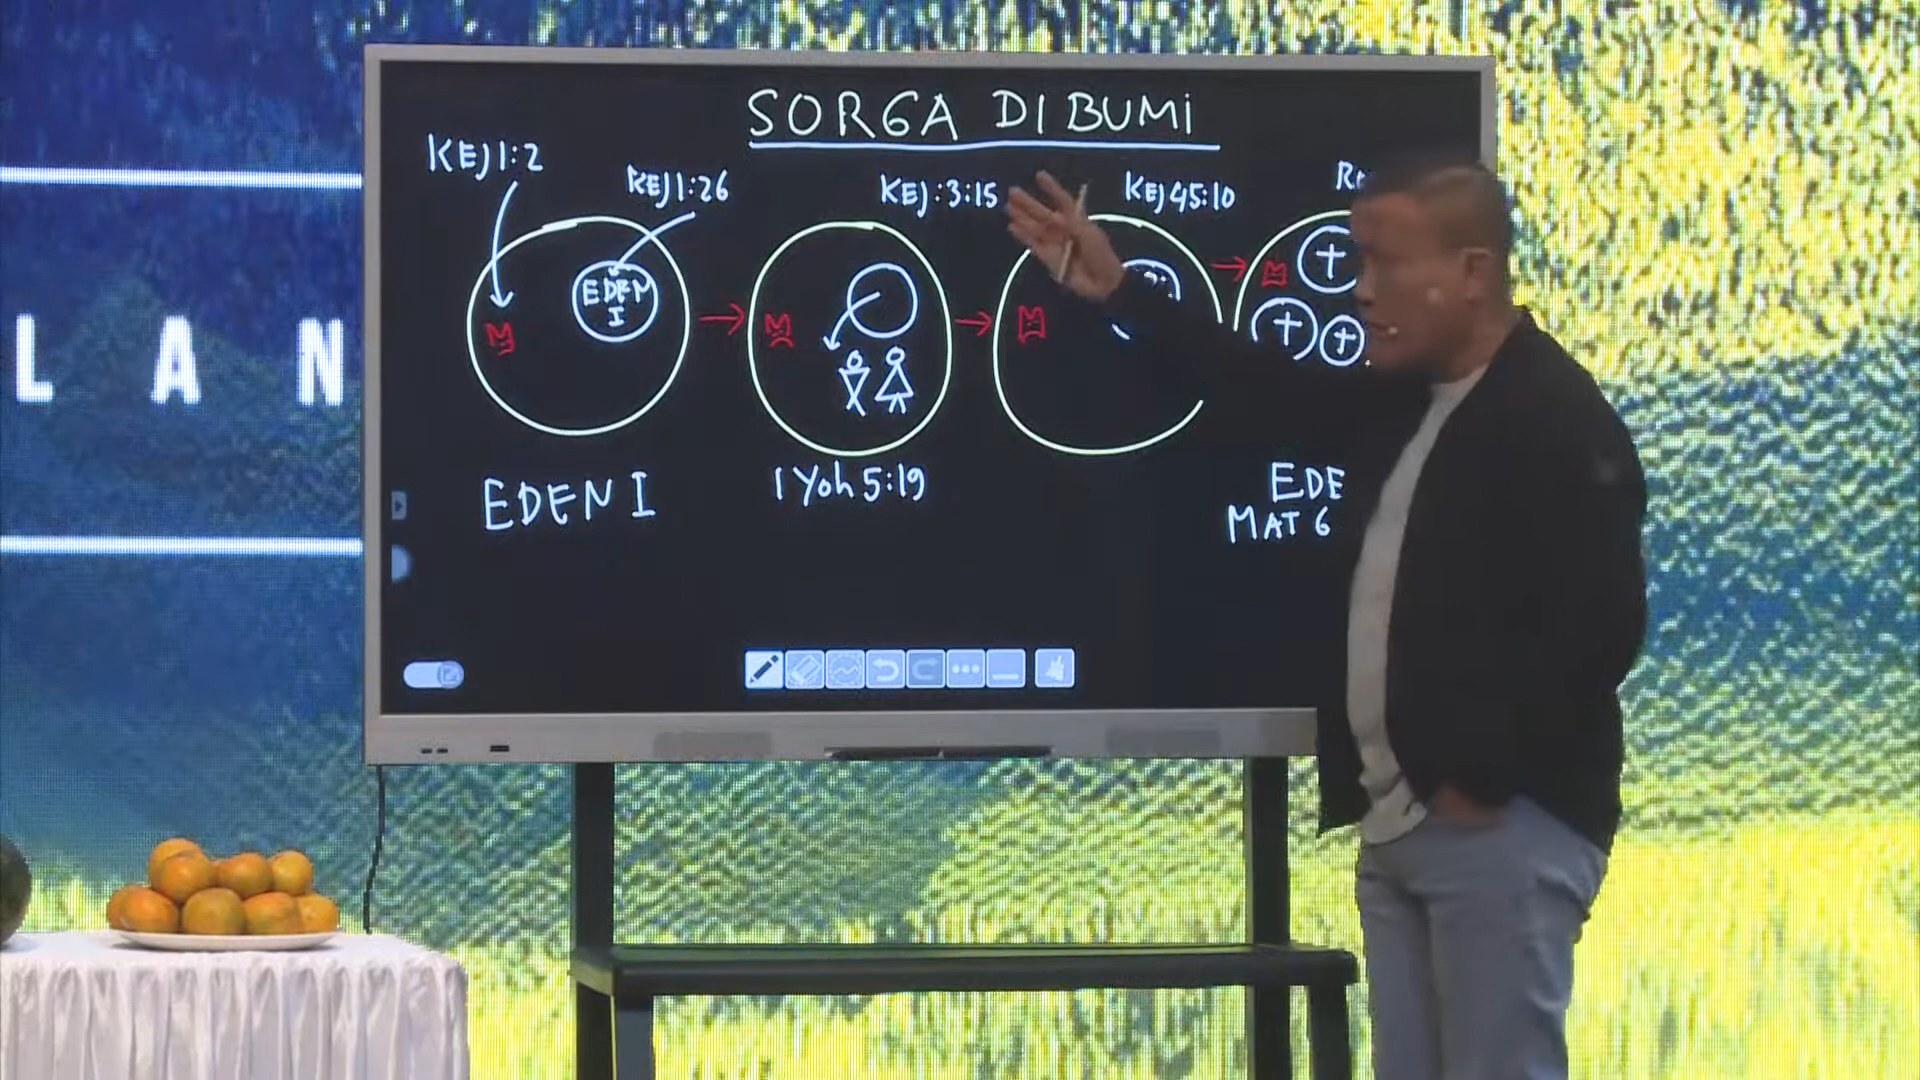 SORGA DI BUMI
KEJ 1:2
KEJ 1:26
KEJ:3:15
KEJ 45:10
EDEN
I
EDEN I
1 Yoh 5:19
EDE
MAT 6
LAN